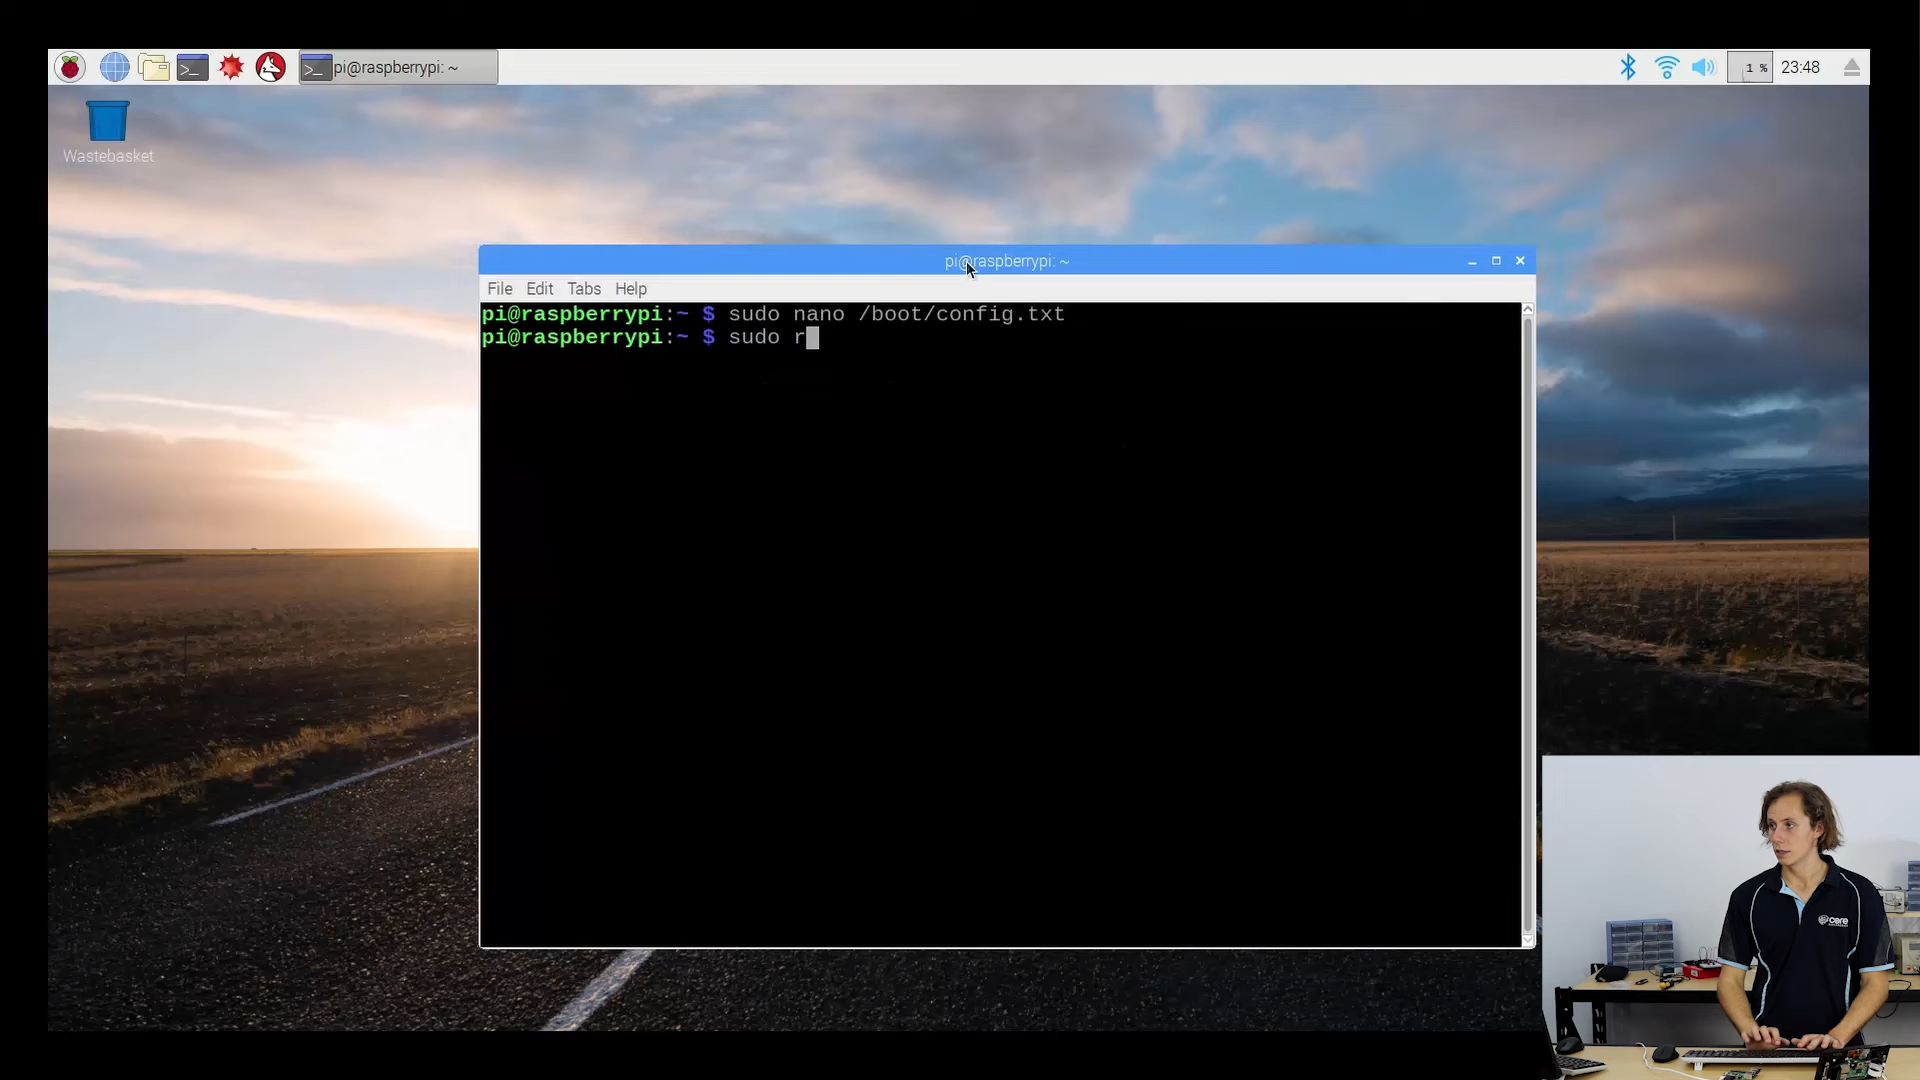 pi@raspberrypi: ~
1 %
23:48
Wastebasket
pi@raspberrypi: ~
File Edit Tabs Help
pi@raspberrypi:~ $ sudo nano /boot/config.txt
pi@raspberrypi:~ $ sudo r
core